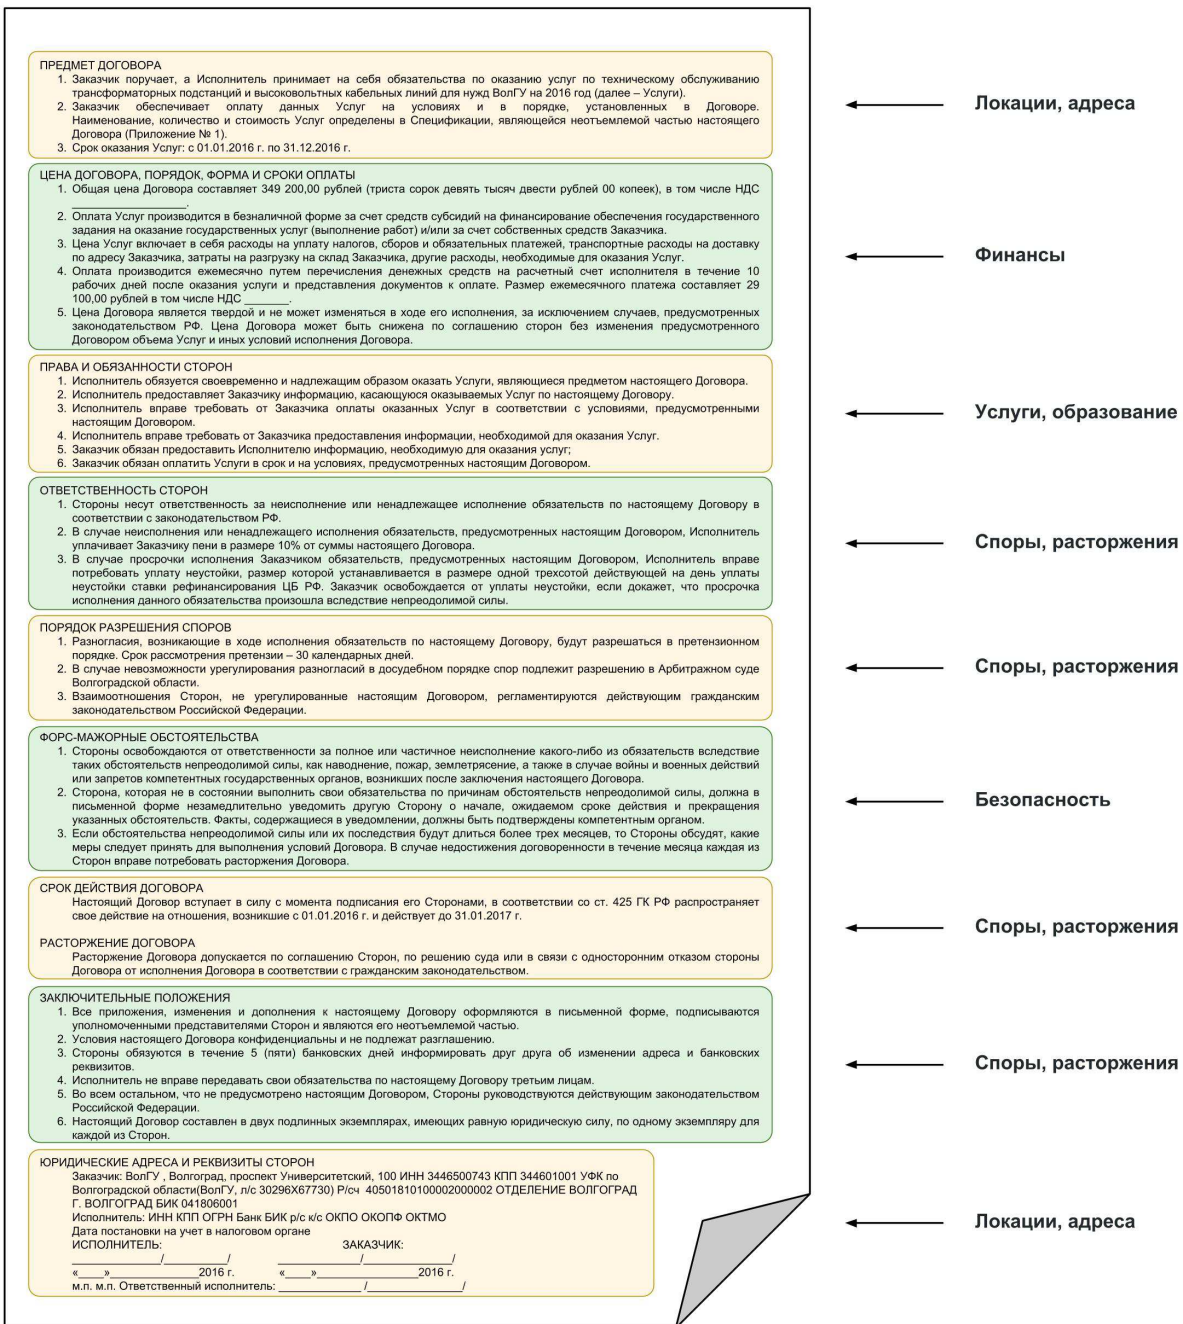 ПРЕДМЕТ ДОГОВОРА
1. Заказчик поручает, а Исполнитель принимает на себя обязательства по оказанию услуг по техническому обслуживанию
трансформаторных подстанций и высоковольтных кабельных линий для нужд ВолГУ на 2016 год (далее – Услуги).
2. Заказчик обеспечивает оплату данных Услуг на условиях и в порядке, установленных в Договоре.
Наименование, количество и стоимость Услуг определены в Спецификации, являющейся неотъемлемой частью настоящего
Договора (Приложение № 1).
3. Срок оказания Услуг: с 01.01.2016 г. по 31.12.2016 г.
Локации, адреса
ЦЕНА ДОГОВОРА, ПОРЯДОК, ФОРМА И СРОКИ ОПЛАТЫ
1. Общая цена Договора составляет 349 200,00 рублей (триста сорок девять тысяч двести рублей 00 копеек), в том числе НДС
__________________.
2. Оплата Услуг производится в безналичной форме за счет средств субсидий на финансирование обеспечения государственного
задания на оказание государственных услуг (выполнение работ) и/или за счет собственных средств Заказчика.
3. Цена Услуг включает в себя расходы на уплату налогов, сборов и обязательных платежей, транспортные расходы на доставку
по адресу Заказчика, затраты на разгрузку на склад Заказчика, другие расходы, необходимые для оказания Услуг.
4. Оплата производится ежемесячно путем перечисления денежных средств на расчетный счет исполнителя в течение 10
рабочих дней после оказания услуги и представления документов к оплате. Размер ежемесячного платежа составляет 29
100,00 рублей в том числе НДС _______.
5. Цена Договора является твердой и не может изменяться в ходе его исполнения, за исключением случаев, предусмотренных
законодательством РФ. Цена Договора может быть снижена по соглашению сторон без изменения предусмотренного
Договором объема Услуг и иных условий исполнения Договора.
Финансы
ПРАВА И ОБЯЗАННОСТИ СТОРОН
1. Исполнитель обязуется своевременно и надлежащим образом оказать Услуги, являющиеся предметом настоящего Договора.
2. Исполнитель предоставляет Заказчику информацию, касающуюся оказываемых Услуг по настоящему Договору.
3. Исполнитель вправе требовать от Заказчика оплаты оказанных Услуг в соответствии с условиями, предусмотренными
настоящим Договором.
4. Исполнитель вправе требовать от Заказчика предоставления информации, необходимой для оказания Услуг.
5. Заказчик обязан предоставить Исполнителю информацию, необходимую для оказания услуг;
6. Заказчик обязан оплатить Услуги в срок и на условиях, предусмотренных настоящим Договором.
Услуги, образование
ОТВЕТСТВЕННОСТЬ СТОРОН
1. Стороны несут ответственность за неисполнение или ненадлежащее исполнение обязательств по настоящему Договору в
соответствии с законодательством РФ.
2. В случае неисполнения или ненадлежащего исполнения обязательств, предусмотренных настоящим Договором, Исполнитель
уплачивает Заказчику пени в размере 10% от суммы настоящего Договора.
3. В случае просрочки исполнения Заказчиком обязательств, предусмотренных настоящим Договором, Исполнитель вправе
потребовать уплату неустойки, размер которой устанавливается в размере одной трехсотой действующей на день уплаты
неустойки ставки рефинансирования ЦБ РФ. Заказчик освобождается от уплаты неустойки, если докажет, что просрочка
исполнения данного обязательства произошла вследствие непреодолимой силы.
Споры, расторжения
ПОРЯДОК РАЗРЕШЕНИЯ СПОРОВ
1. Разногласия, возникающие в ходе исполнения обязательств по настоящему Договору, будут разрешаться в претензионном
порядке. Срок рассмотрения претензии – 30 календарных дней.
2. В случае невозможности урегулирования разногласий в досудебном порядке спор подлежит разрешению в Арбитражном суде
Волгоградской области.
3. Взаимоотношения Сторон, не урегулированные настоящим Договором, регламентируются действующим гражданским
законодательством Российской Федерации.
Споры, расторжения
ФОРС-МАЖОРНЫЕ ОБСТОЯТЕЛЬСТВА
1. Стороны освобождаются от ответственности за полное или частичное неисполнение какого-либо из обязательств вследствие
таких обстоятельств непреодолимой силы, как наводнение, пожар, землетрясение, а также в случае войны и военных действий
или запретов компетентных государственных органов, возникших после заключения настоящего Договора.
2. Сторона, которая не в состоянии выполнить свои обязательства по причинам обстоятельств непреодолимой силы, должна в
письменной форме незамедлительно уведомить другую Сторону о начале, ожидаемом сроке действия и прекращения
указанных обстоятельств. Факты, содержащиеся в уведомлении, должны быть подтверждены компетентным органом.
3. Если обстоятельства непреодолимой силы или их последствия будут длиться более трех месяцев, то Стороны обсудят, какие
меры следует принять для выполнения условий Договора. В случае недостижения договоренности в течение месяца каждая из
Сторон вправе потребовать расторжения Договора.
Безопасность
СРОК ДЕЙСТВИЯ ДОГОВОРА
Настоящий Договор вступает в силу с момента подписания его Сторонами, в соответствии со ст. 425 ГК РФ распространяет
свое действие на отношения, возникшие с 01.01.2016 г. и действует до 31.01.2017 г.
РАСТОРЖЕНИЕ ДОГОВОРА
Расторжение Договора допускается по соглашению Сторон, по решению суда или в связи с односторонним отказом стороны
Договора от исполнения Договора в соответствии с гражданским законодательством.
Споры, расторжения
ЗАКЛЮЧИТЕЛЬНЫЕ ПОЛОЖЕНИЯ
1. Все приложения, изменения и дополнения к настоящему Договору оформляются в письменной форме, подписываются
уполномоченными представителями Сторон и являются его неотъемлемой частью.
2. Условия настоящего Договора конфиденциальны и не подлежат разглашению.
3. Стороны обязуются в течение 5 (пяти) банковских дней информировать друг друга об изменении адреса и банковских
реквизитов.
4. Исполнитель не вправе передавать свои обязательства по настоящему Договору третьим лицам.
5. Во всем остальном, что не предусмотрено настоящим Договором, Стороны руководствуются действующим законодательством
Российской Федерации.
6. Настоящий Договор составлен в двух подлинных экземплярах, имеющих равную юридическую силу, по одному экземпляру для
каждой из Сторон.
Споры, расторжения
ЮРИДИЧЕСКИЕ АДРЕСА И РЕКВИЗИТЫ СТОРОН
Заказчик: ВолГУ , Волгоград, проспект Университетский, 100 ИНН 3446500743 КПП 344601001 УФК по
Волгоградской области(ВолГУ, л/с 30296X67730) Р/сч 40501810100002000002 ОТДЕЛЕНИЕ ВОЛГОГРАД
Г. ВОЛГОГРАД БИК 041806001
Исполнитель: ИНН КПП ОГРН Банк БИК р/с к/с ОКПО ОКОПФ ОКТМО
Дата постановки на учет в налоговом органе
ИСПОЛНИТЕЛЬ: ЗАКАЗЧИК:
______________/__________/ _____________/______________/
«____»______________2016 г. «____»________________2016 г.
м.п. м.п. Ответственный исполнитель: _____________ /_______________/
Локации, адреса